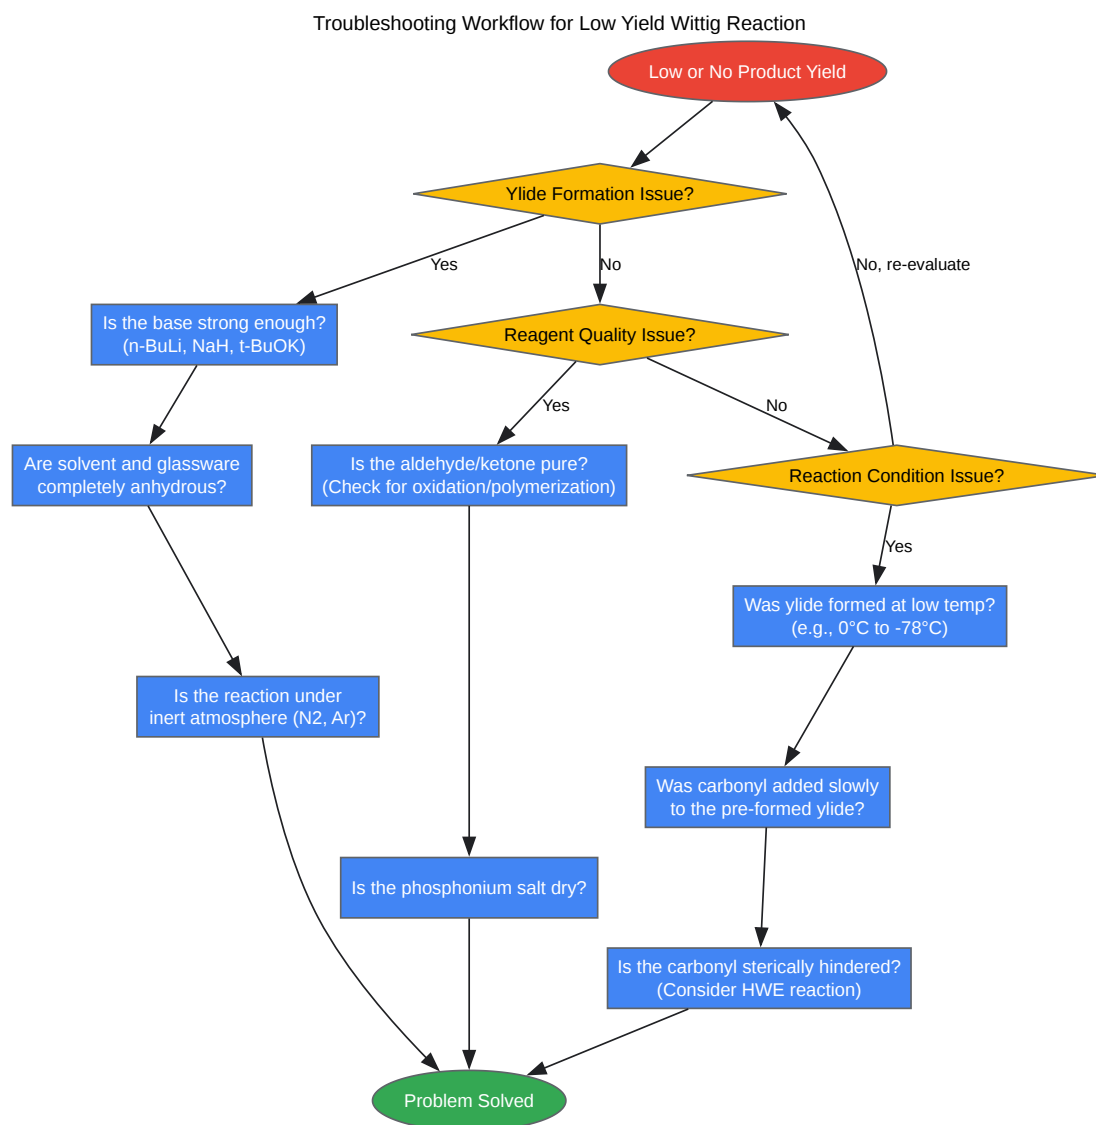 Troubleshooting Workflow for Low Yield Wittig Reaction
Low or No Product Yield
Ylide Formation Issue?
Yes
No
No, re-evaluate
Is the base strong enough?
(n-BuLi, NaH, t-BuOK)
Reagent Quality Issue?
Yes
No
Are solvent and glassware
completely anhydrous?
Is the aldehyde/ketone pure?
(Check for oxidation/polymerization)
Reaction Condition Issue?
Yes
Was ylide formed at low temp?
(e.g., 0°C to -78°C)
Is the reaction under
inert atmosphere (N2, Ar)?
Was carbonyl added slowly
to the pre-formed ylide?
Is the phosphonium salt dry?
Is the carbonyl sterically hindered?
(Consider HWE reaction)
Problem Solved